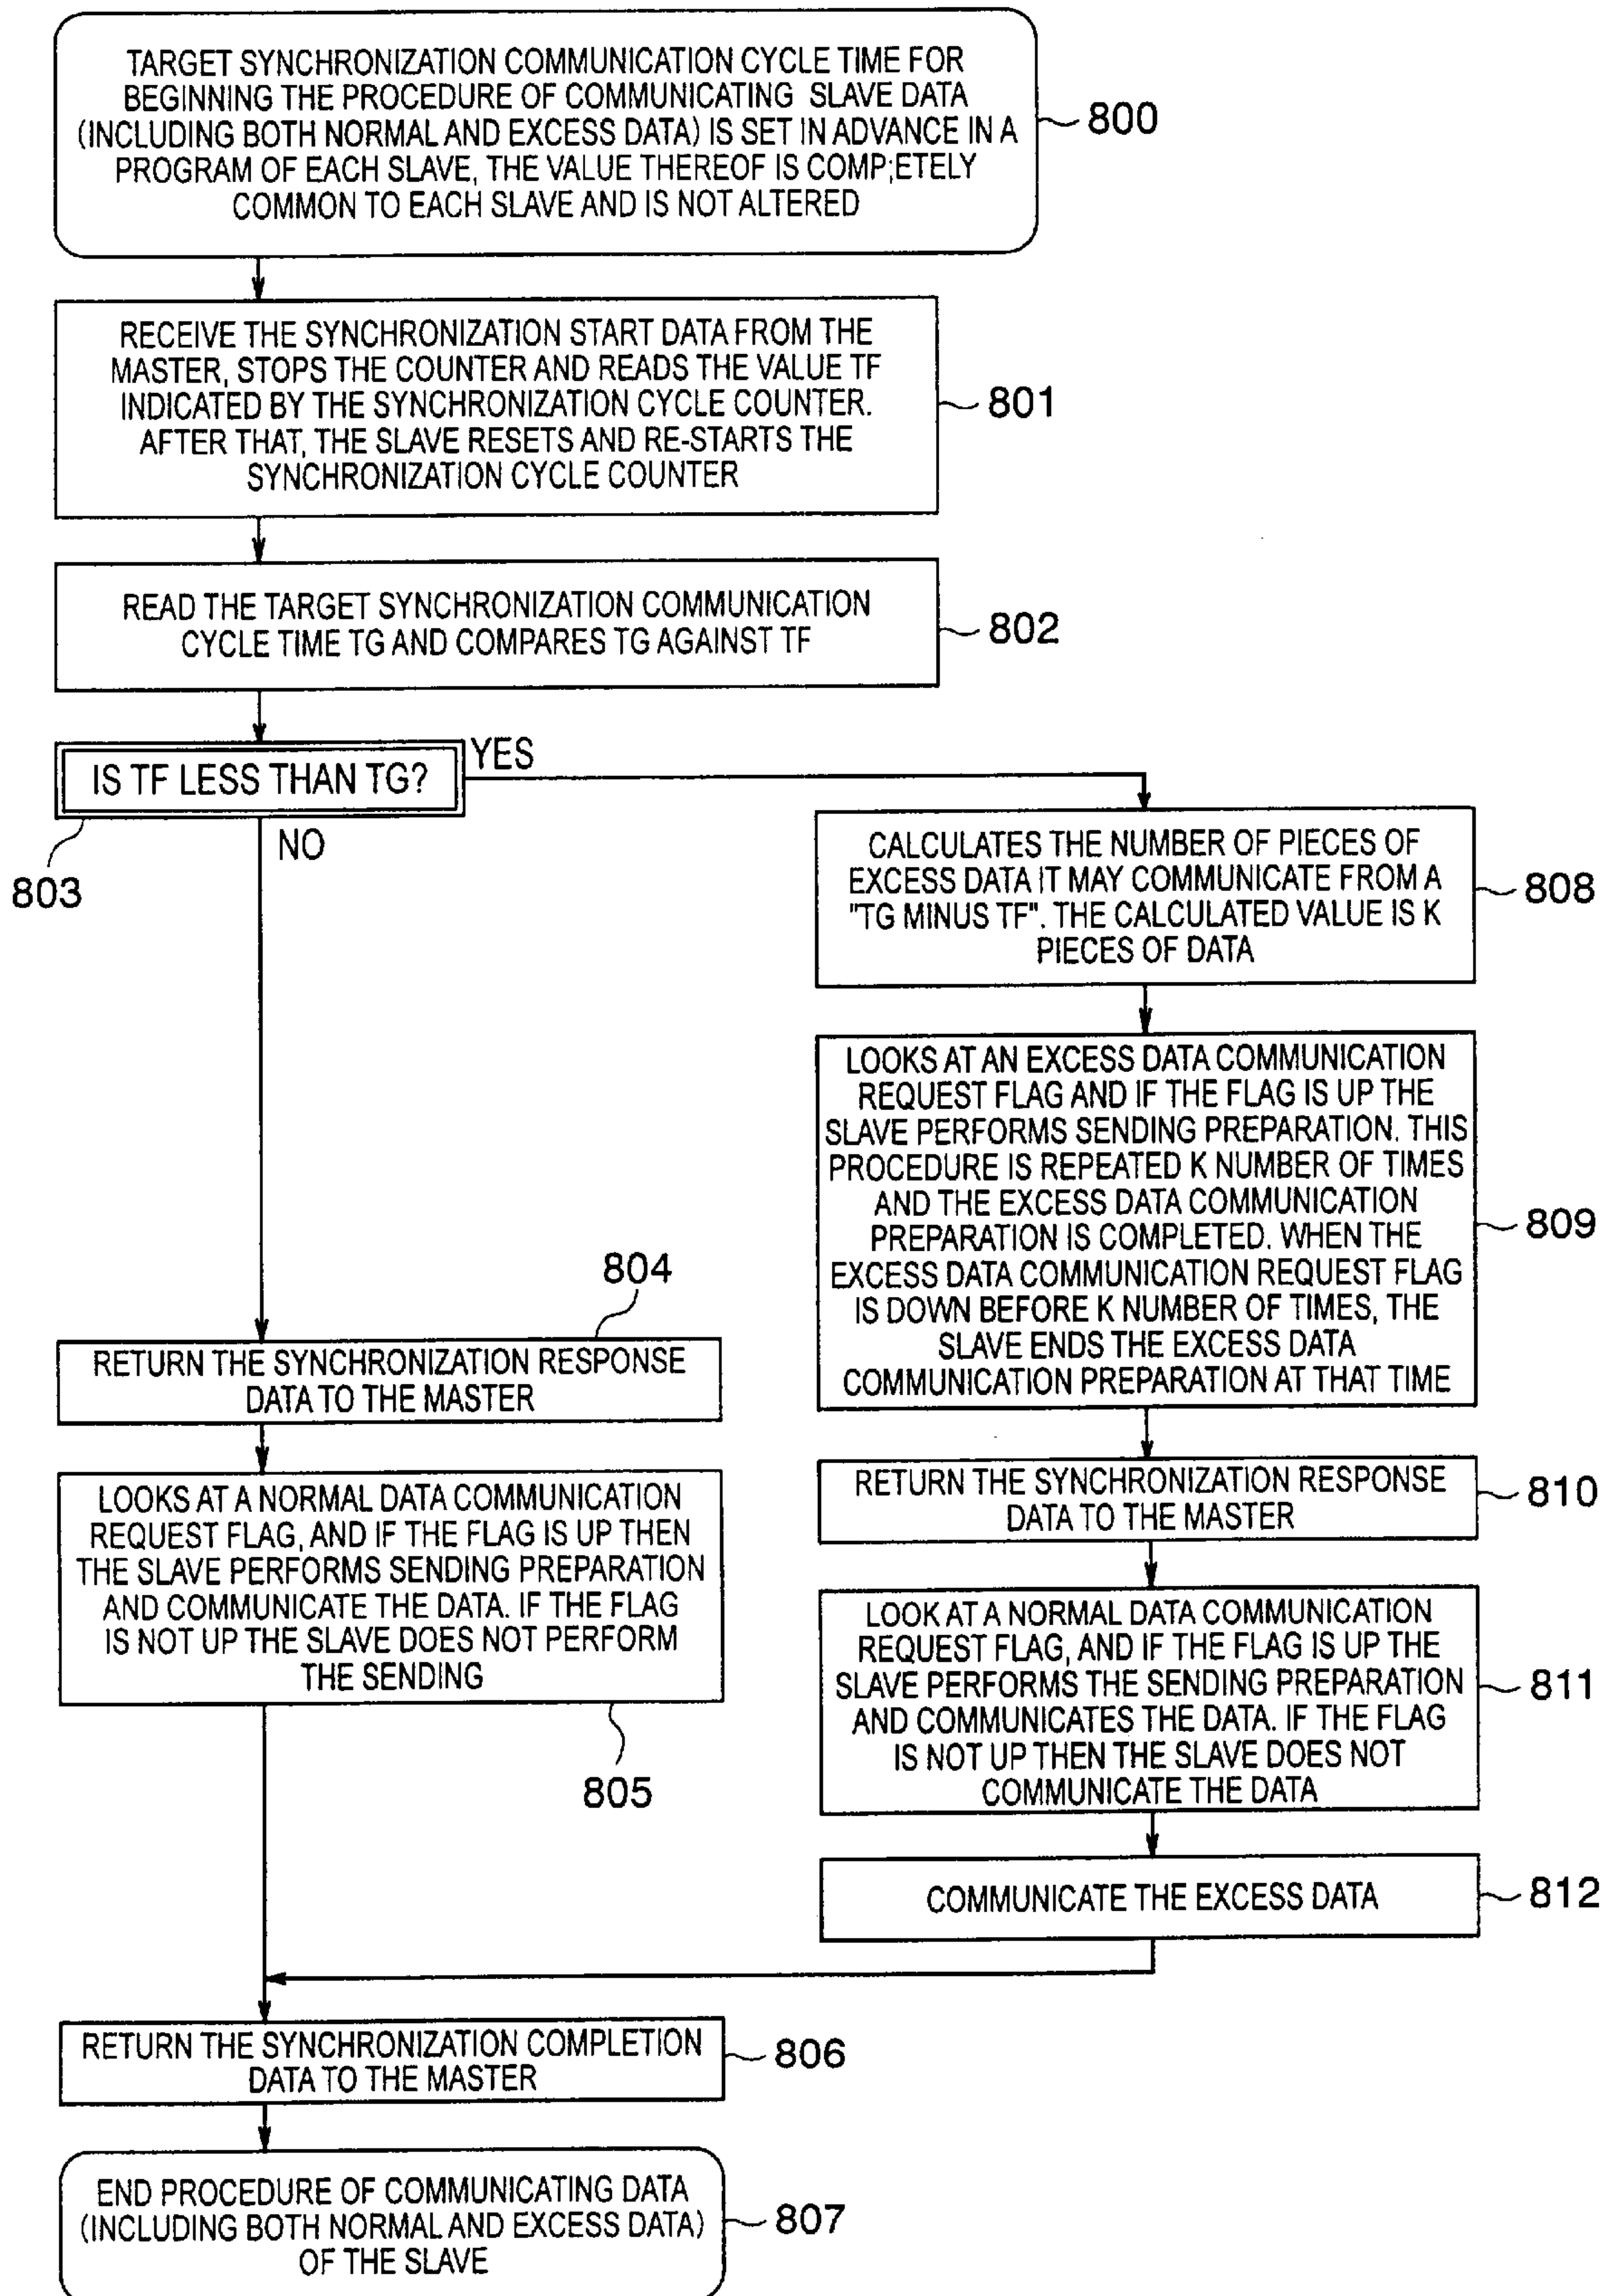 TARGET SYNCHRONIZATION COMMUNICATION CYCLE TIME FOR
BEGINNING THE PROCEDURE OF COMMUNICATING SLAVE DATA
(INCLUDING BOTH NORMAL AND EXCESS DATA) IS SET IN ADVANCE IN A
PROGRAM OF EACH SLAVE, THE VALUE THEREOF IS COMP;ETELY
COMMON TO EACH SLAVE AND IS NOT ALTERED
800
RECEIVE THE SYNCHRONIZATION START DATA FROM THE
MASTER, STOPS THE COUNTER AND READS THE VALUE TF
INDICATED BY THE SYNCHRONIZATION CYCLE COUNTER.
AFTER THAT, THE SLAVE RESETS AND RE-STARTS THE
SYNCHRONIZATION CYCLE COUNTER
801
READ THE TARGET SYNCHRONIZATION COMMUNICATION
CYCLE TIME TG AND COMPARES TG AGAINST TF
802
IS TF LESS THAN TG?
YES
NO
803
CALCULATES THE NUMBER OF PIECES OF
EXCESS DATA IT MAY COMMUNICATE FROM A
"TG MINUS TF". THE CALCULATED VALUE IS K
PIECES OF DATA
808
LOOKS AT AN EXCESS DATA COMMUNICATION
REQUEST FLAG AND IF THE FLAG IS UP THE
SLAVE PERFORMS SENDING PREPARATION. THIS
PROCEDURE IS REPEATED K NUMBER OF TIMES
AND THE EXCESS DATA COMMUNICATION
PREPARATION IS COMPLETED. WHEN THE
EXCESS DATA COMMUNICATION REQUEST FLAG
IS DOWN BEFORE K NUMBER OF TIMES, THE
SLAVE ENDS THE EXCESS DATA
COMMUNICATION PREPARATION AT THAT TIME
809
804
RETURN THE SYNCHRONIZATION RESPONSE
DATA TO THE MASTER
LOOKS AT A NORMAL DATA COMMUNICATION
REQUEST FLAG, AND IF THE FLAG IS UP THEN
THE SLAVE PERFORMS SENDING PREPARATION
AND COMMUNICATE THE DATA. IF THE FLAG
IS NOT UP THE SLAVE DOES NOT PERFORM
THE SENDING
805
RETURN THE SYNCHRONIZATION RESPONSE
DATA TO THE MASTER
810
LOOK AT A NORMAL DATA COMMUNICATION
REQUEST FLAG, AND IF THE FLAG IS UP THE
SLAVE PERFORMS THE SENDING PREPARATION
AND COMMUNICATES THE DATA. IF THE FLAG
IS NOT UP THEN THE SLAVE DOES NOT
COMMUNICATE THE DATA
811
COMMUNICATE THE EXCESS DATA
812
RETURN THE SYNCHRONIZATION COMPLETION
DATA TO THE MASTER
806
END PROCEDURE OF COMMUNICATING DATA
(INCLUDING BOTH NORMAL AND EXCESS DATA)
OF THE SLAVE
807